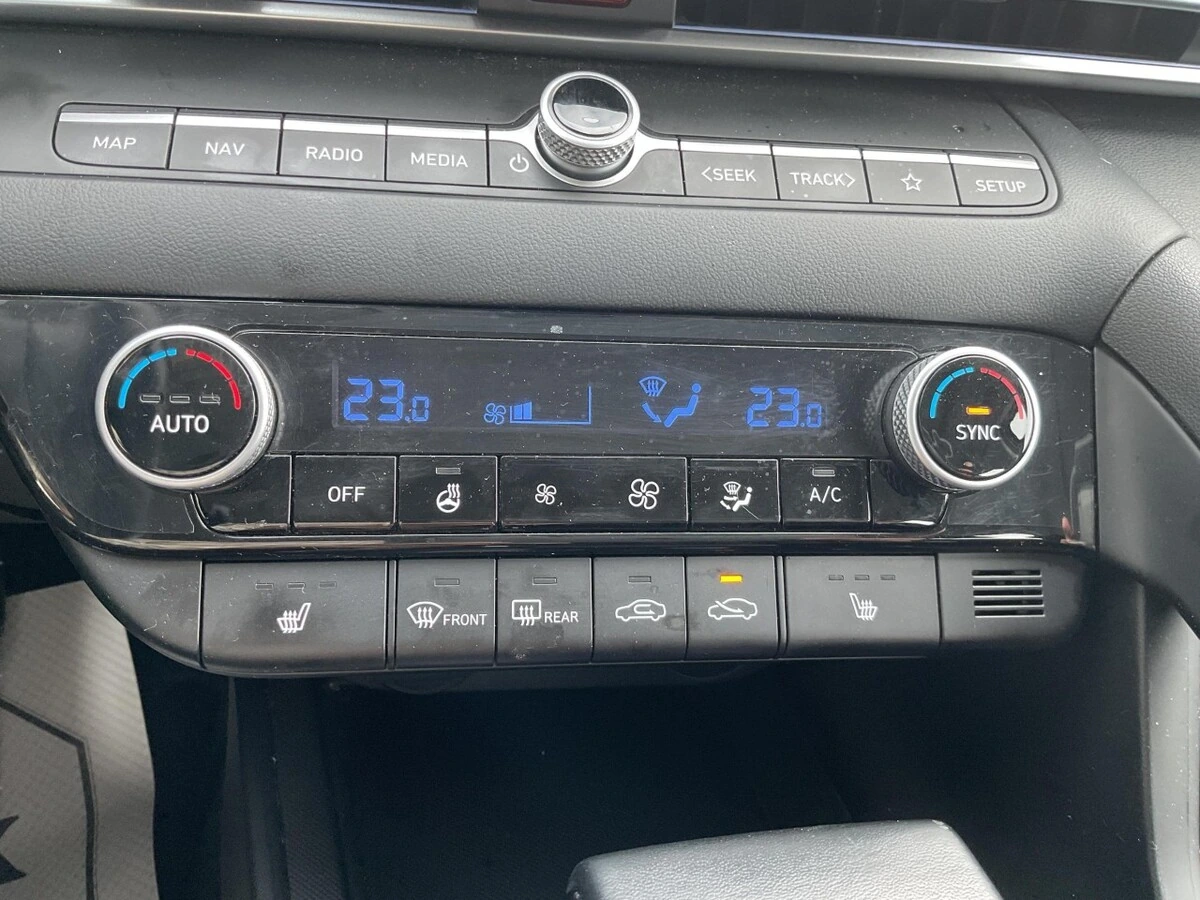 MAP NAV RADIO MEDIA <SEEK TRACK> SETUP
23.0 23.0
AUTO SYNC
OFF A/C
FRONT REAR